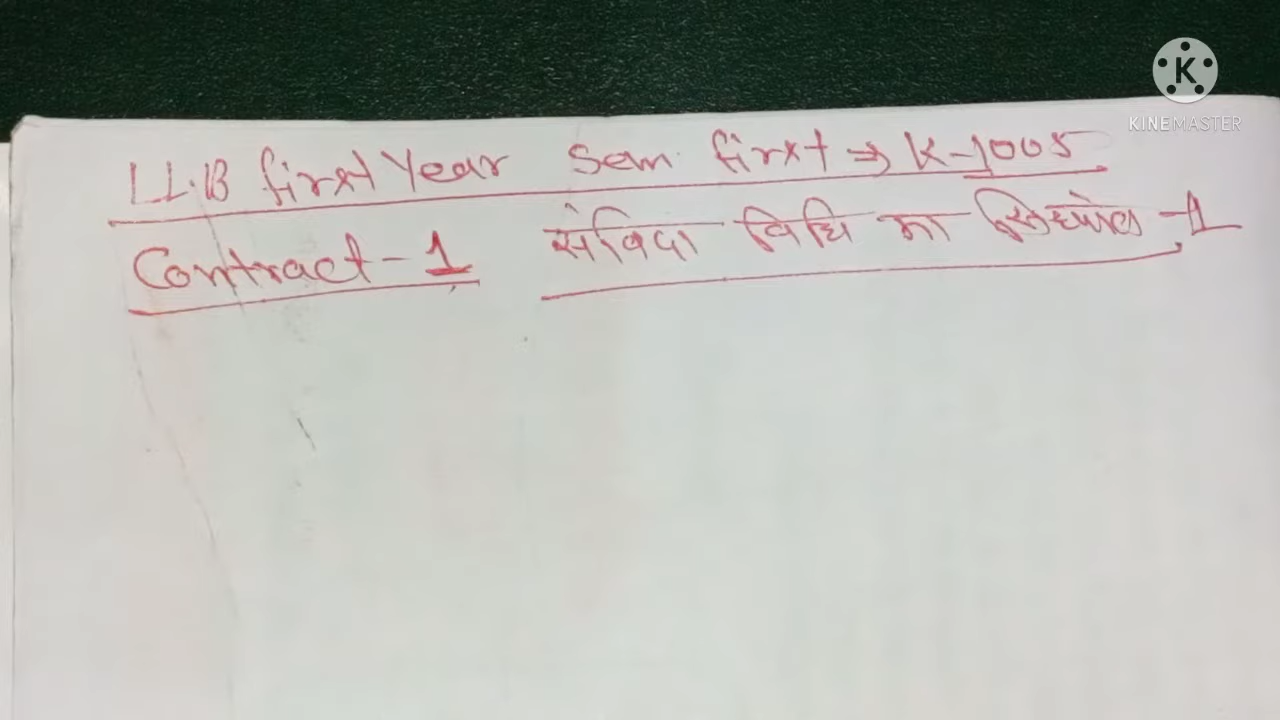 K
KINEMASTER
LL.B first Year Sem. first → K-1005
Contract - 1 संविदा विधि का सिद्धांत -1